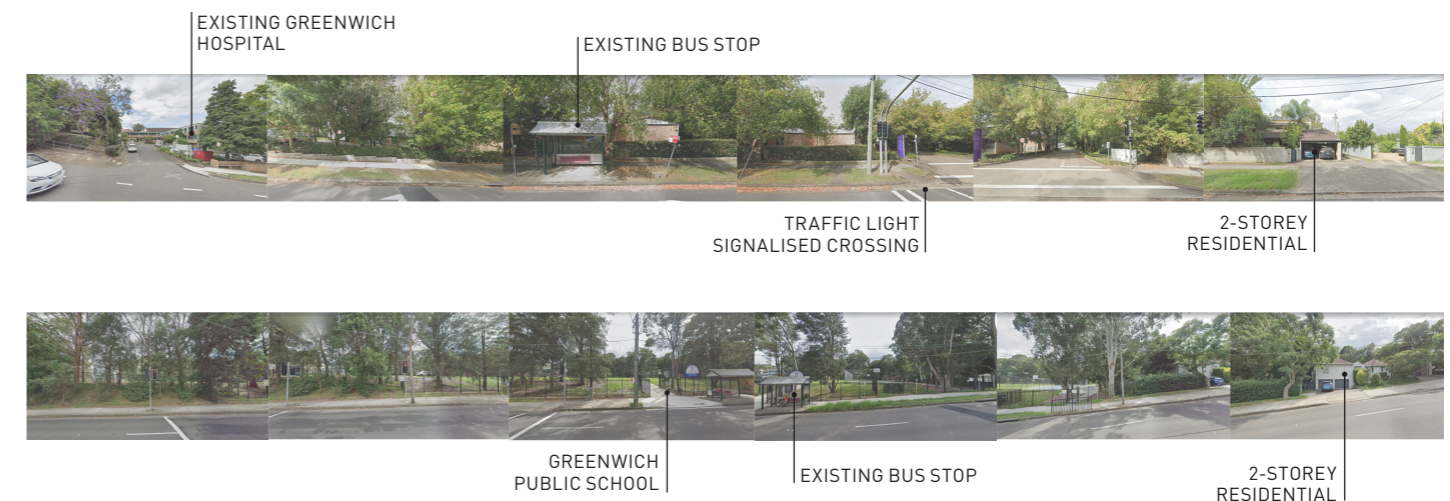 EXISTING GREENWICH
HOSPITAL
EXISTING BUS STOP
TRAFFIC LIGHT
SIGNALISED CROSSING
2-STOREY
RESIDENTIAL
GREENWICH
PUBLIC SCHOOL
EXISTING BUS STOP
2-STOREY
RESIDENTIAL